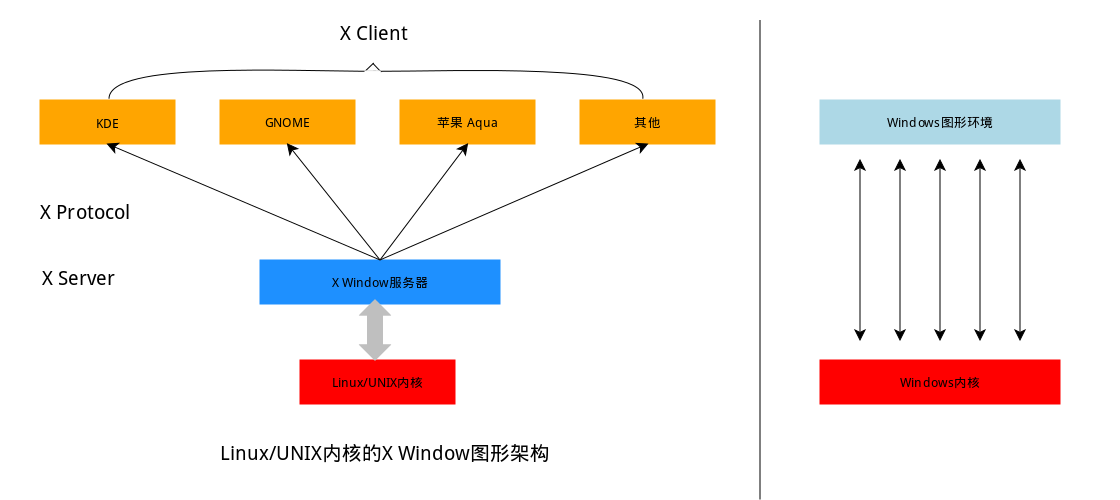 X Client
KDE
GNOME
苹果 Aqua
其他
X Protocol
X Server
X Window服务器
Linux/UNIX内核
Linux/UNIX内核的X Window图形架构
Windows图形环境
Windows内核